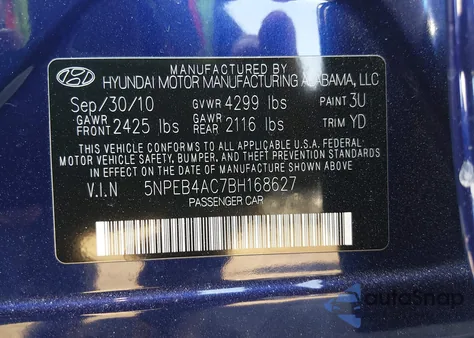 MANUFACTURED BY
HYUNDAI MOTOR MANUFACTURING ALABAMA, LLC
Sep/30/10 GVWR 4299 lbs PAINT 3U
GAWR FRONT 2425 lbs GAWR REAR 2116 lbs TRIM YD
THIS VEHICLE CONFORMS TO ALL APPLICABLE U.S.A. FEDERAL
MOTOR VEHICLE SAFETY, BUMPER, AND THEFT PREVENTION
STANDARDS IN EFFECT ON THE DATE OF MANUFACTURE SHOWN ABOVE.
V.I.N 5NPEB4AC7BH168627
PASSENGER CAR
autoSnap